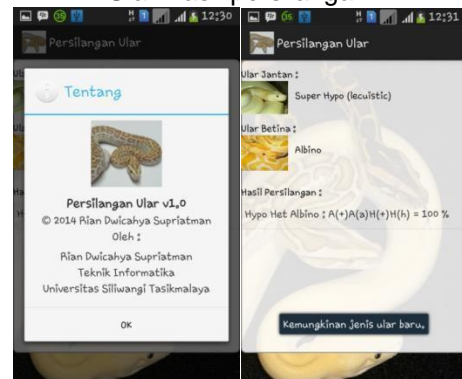 12:30
Persilangan Ular
Tentang
Persilangan Ular v1.0
© 2014 Rian Dwicahya Supriatman
Oleh :
Rian Dwicahya Supriatman
Teknik Informatika
Universitas Siliwangi Tasikmalaya
OK
12:31
Persilangan Ular
Ular Jantan :
Super Hypo (lecuistic)
Ular Betina :
Albino
Hasil Persilangan :
Hypo Het Albino : A(+)A(a)H(+)H(h) = 100 %
Kemungkinan jenis ular baru.